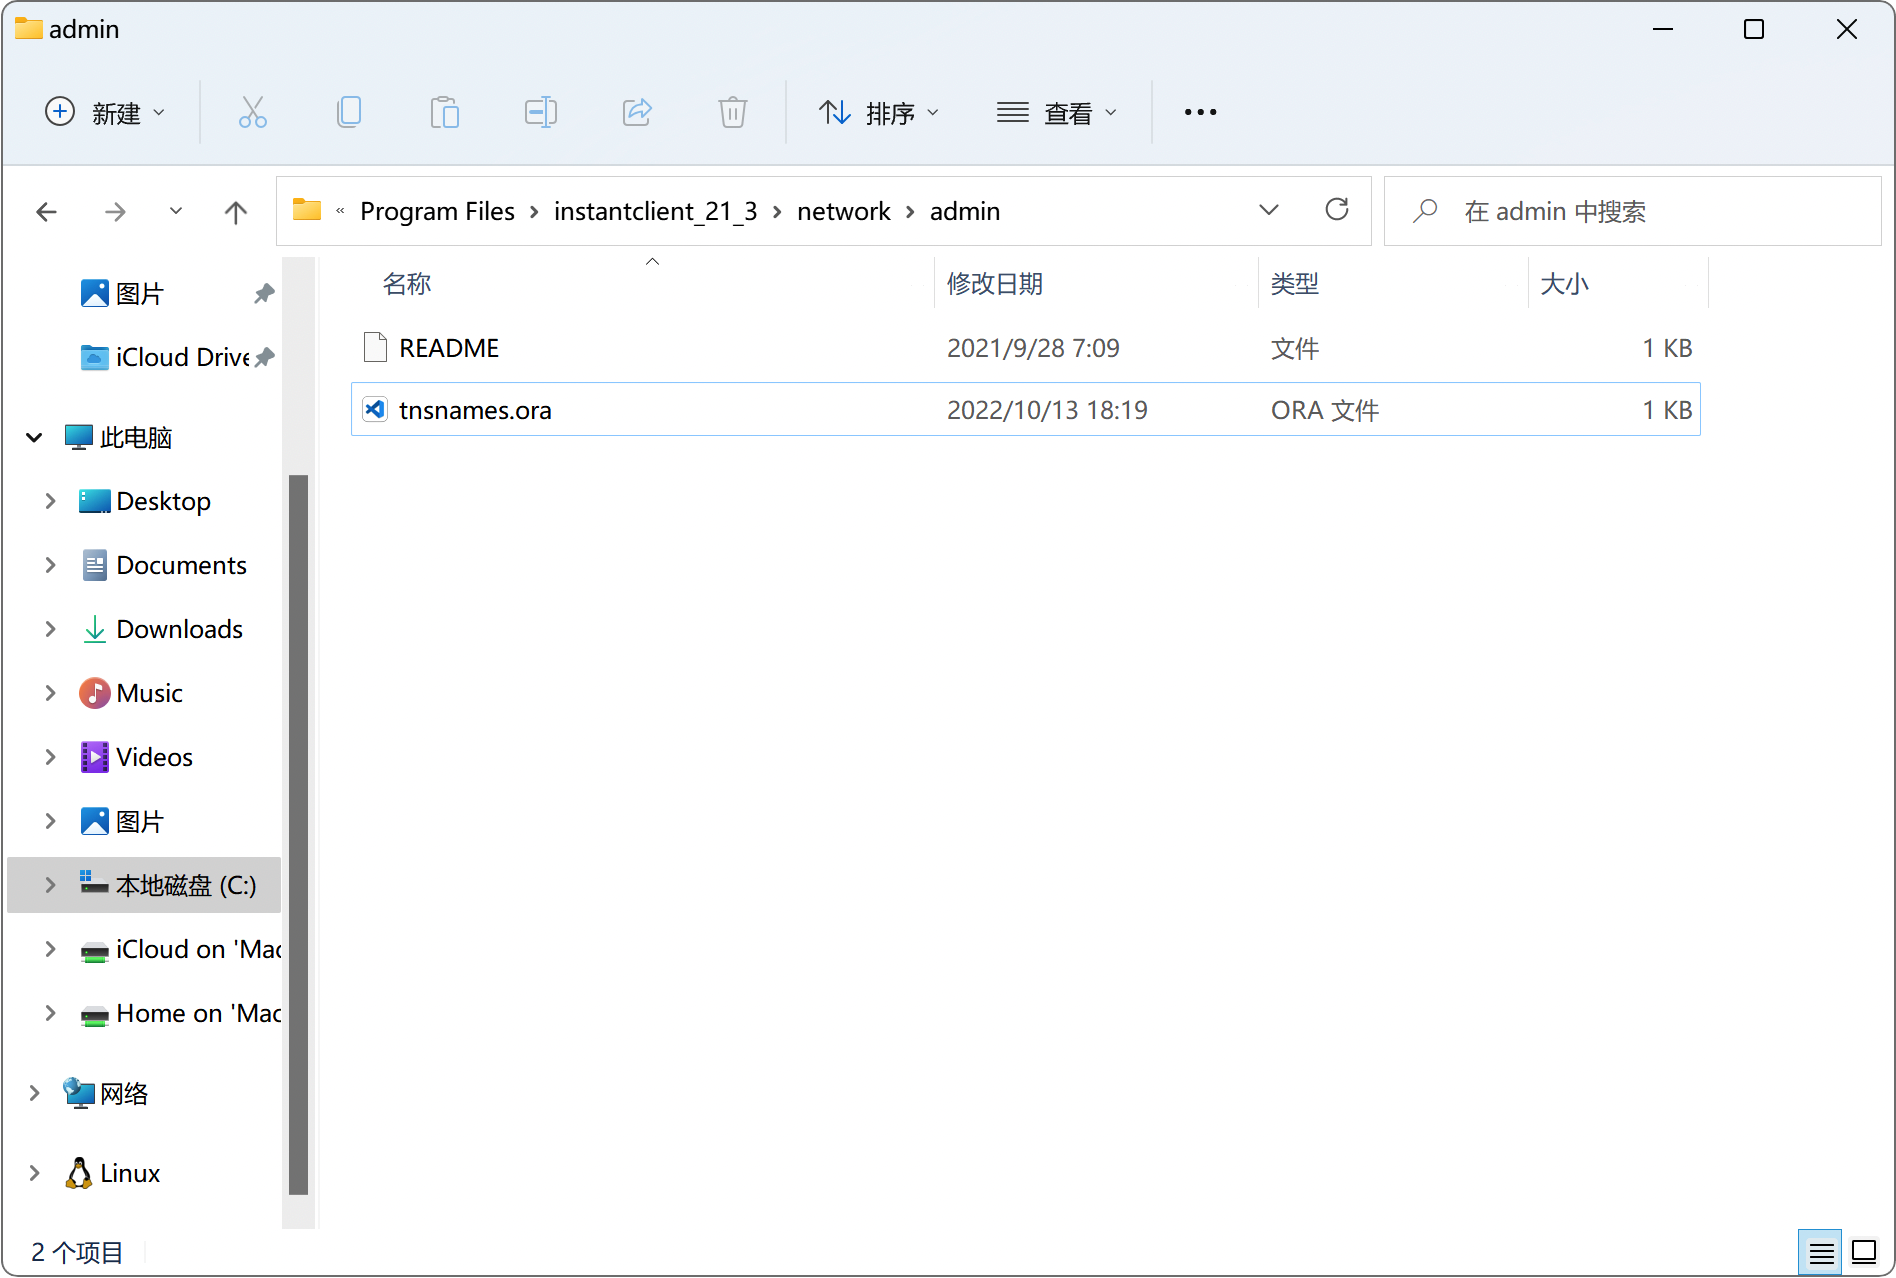 admin
新建
排序
查看
« Program Files > instantclient_21_3 > network > admin
在 admin 中搜索
图片
iCloud Drive
此电脑
Desktop
Documents
Downloads
Music
Videos
图片
本地磁盘 (C:)
iCloud on 'Mac
Home on 'Mac
网络
Linux
名称 修改日期 类型 大小
README 2021/9/28 7:09 文件 1 KB
tnsnames.ora 2022/10/13 18:19 ORA 文件 1 KB
2 个项目